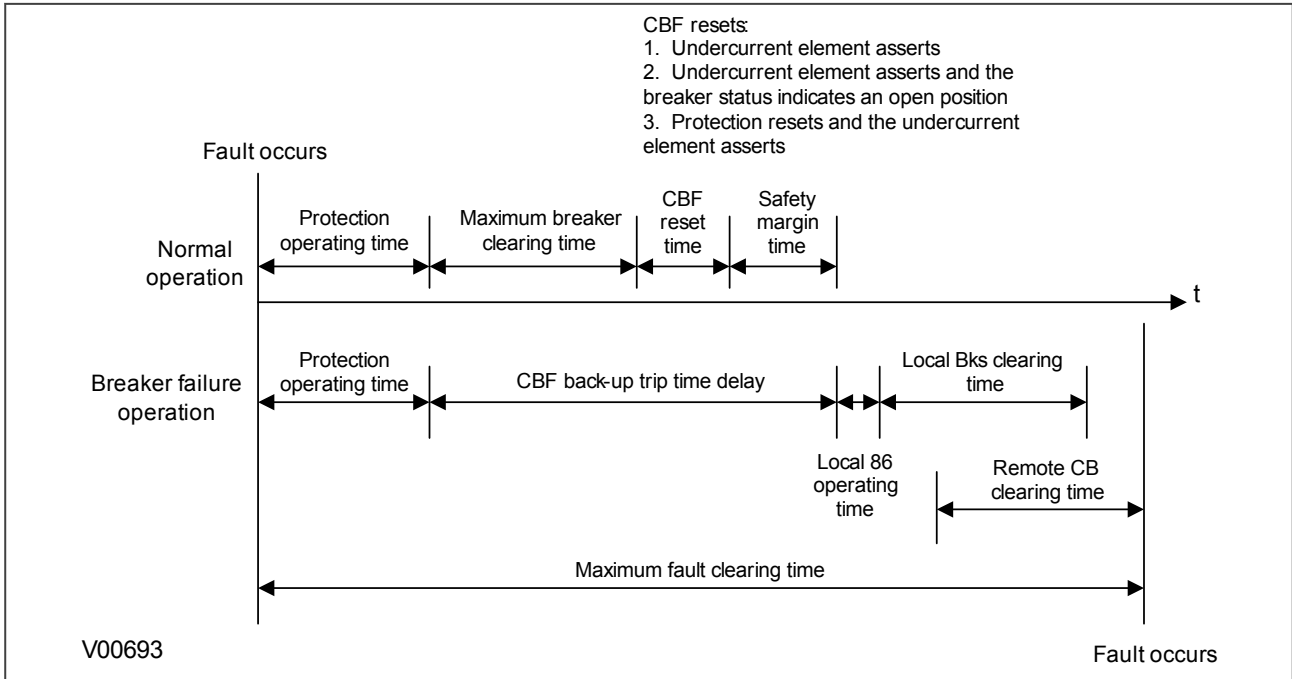 CBF resets:
1. Undercurrent element asserts
2. Undercurrent element asserts and the
breaker status indicates an open position
3. Protection resets and the undercurrent
element asserts
Fault occurs
Normal
operation
Protection
operating time
Maximum breaker
clearing time
CBF
reset
time
Safety
margin
time
t
Breaker failure
operation
Protection
operating time
CBF back-up trip time delay
Local Bks clearing
time
Local 86
operating
time
Remote CB
clearing time
Maximum fault clearing time
V00693
Fault occurs